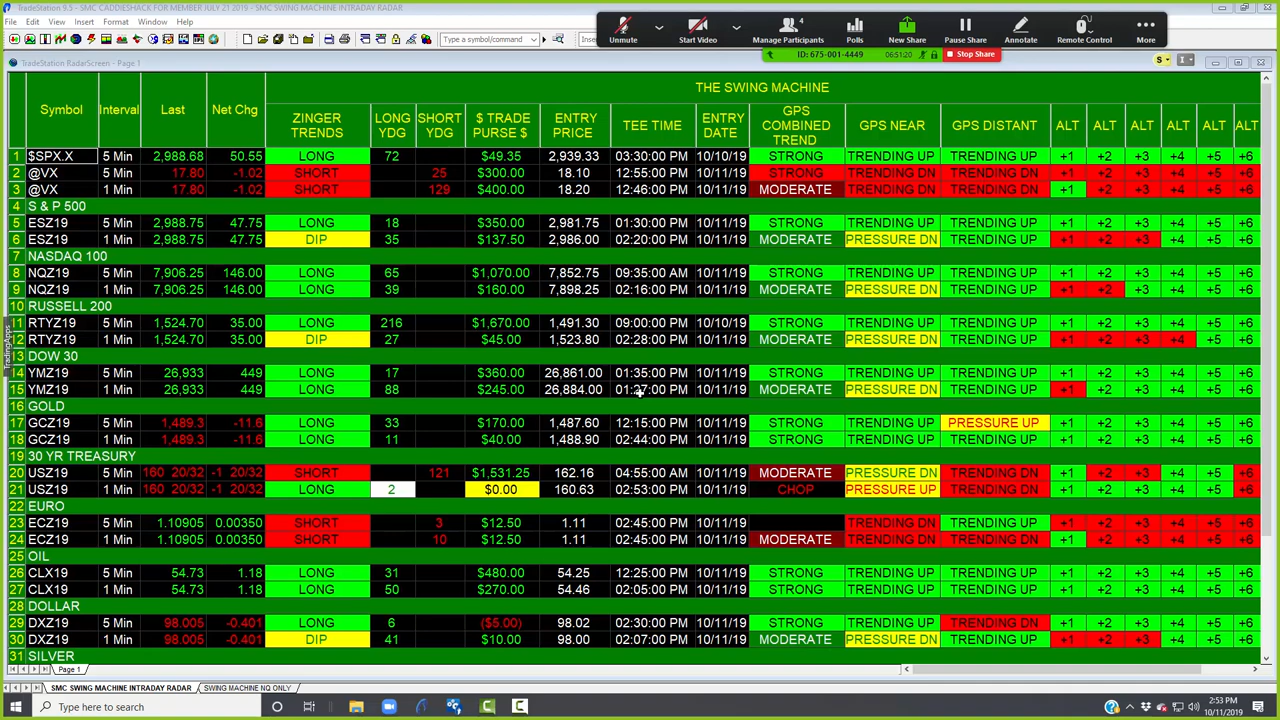 TradeStation 9.5 - SMC CADDIESHACK FOR MEMBER JULY 21 2019 - SMC SWING MACHINE INTRADAY RADAR
File Edit View Insert Format Window Help
Type a symbol/command
Unmute Start Video Manage Participants 4 Polls New Share Pause Share Annotate Remote Control More
ID: 675-001-4449 06:51:20 Stop Share
TradeStation RadarScreen - Page 1
TradingApps
THE SWING MACHINE
Symbol Interval Last Net Chg ZINGER TRENDS LONG YDG SHORT YDG $ TRADE PURSE $ ENTRY PRICE TEE TIME ENTRY DATE GPS COMBINED TREND GPS NEAR GPS DISTANT ALT ALT ALT ALT ALT ALT
1 $SPX.X 5 Min 2,988.68 50.55 LONG 72 $49.35 2,939.33 03:30:00 PM 10/10/19 STRONG TRENDING UP TRENDING UP +1 +2 +3 +4 +5 +6
2 @VX 5 Min 17.80 -1.02 SHORT 25 $300.00 18.10 12:55:00 PM 10/11/19 STRONG TRENDING DN TRENDING DN +1 +2 +3 +4 +5 +6
3 @VX 1 Min 17.80 -1.02 SHORT 129 $400.00 18.20 12:46:00 PM 10/11/19 MODERATE TRENDING DN TRENDING DN +1 +2 +3 +4 +5 +6
4 S & P 500
5 ESZ19 5 Min 2,988.75 47.75 LONG 18 $350.00 2,981.75 01:30:00 PM 10/11/19 STRONG TRENDING UP TRENDING UP +1 +2 +3 +4 +5 +6
6 ESZ19 1 Min 2,988.75 47.75 DIP 35 $137.50 2,986.00 02:20:00 PM 10/11/19 MODERATE PRESSURE DN TRENDING UP +1 +2 +3 +4 +5 +6
7 NASDAQ 100
8 NQZ19 5 Min 7,906.25 146.00 LONG 65 $1,070.00 7,852.75 09:35:00 AM 10/11/19 STRONG TRENDING UP TRENDING UP +1 +2 +3 +4 +5 +6
9 NQZ19 1 Min 7,906.25 146.00 LONG 39 $160.00 7,898.25 02:16:00 PM 10/11/19 MODERATE PRESSURE DN TRENDING UP +1 +2 +3 +4 +5 +6
10 RUSSELL 200
11 RTYZ19 5 Min 1,524.70 35.00 LONG 216 $1,670.00 1,491.30 09:00:00 PM 10/10/19 STRONG TRENDING UP TRENDING UP +1 +2 +3 +4 +5 +6
12 RTYZ19 1 Min 1,524.70 35.00 DIP 27 $45.00 1,523.80 02:28:00 PM 10/11/19 MODERATE PRESSURE DN TRENDING UP +1 +2 +3 +4 +5 +6
13 DOW 30
14 YMZ19 5 Min 26,933 449 LONG 17 $360.00 26,861.00 01:35:00 PM 10/11/19 STRONG TRENDING UP TRENDING UP +1 +2 +3 +4 +5 +6
15 YMZ19 1 Min 26,933 449 LONG 88 $245.00 26,884.00 01:27:00 PM 10/11/19 MODERATE PRESSURE DN TRENDING UP +1 +2 +3 +4 +5 +6
16 GOLD
17 GCZ19 5 Min 1,489.3 -11.6 LONG 33 $170.00 1,487.60 12:15:00 PM 10/11/19 STRONG TRENDING UP PRESSURE UP +1 +2 +3 +4 +5 +6
18 GCZ19 1 Min 1,489.3 -11.6 LONG 11 $40.00 1,488.90 02:44:00 PM 10/11/19 STRONG TRENDING UP TRENDING UP +1 +2 +3 +4 +5 +6
19 30 YR TREASURY
20 USZ19 5 Min 160 20/32 -1 20/32 SHORT 121 $1,531.25 162.16 04:55:00 AM 10/11/19 MODERATE PRESSURE DN TRENDING DN +1 +2 +3 +4 +5 +6
21 USZ19 1 Min 160 20/32 -1 20/32 LONG 2 $0.00 160.63 02:53:00 PM 10/11/19 CHOP PRESSURE UP TRENDING DN +1 +2 +3 +4 +5 +6
22 EURO
23 ECZ19 5 Min 1.10905 0.00350 SHORT 3 $12.50 1.11 02:45:00 PM 10/11/19 TRENDING DN TRENDING UP +1 +2 +3 +4 +5 +6
24 ECZ19 1 Min 1.10905 0.00350 SHORT 10 $12.50 1.11 02:45:00 PM 10/11/19 MODERATE TRENDING DN TRENDING DN +1 +2 +3 +4 +5 +6
25 OIL
26 CLX19 5 Min 54.73 1.18 LONG 31 $480.00 54.25 12:25:00 PM 10/11/19 STRONG TRENDING UP TRENDING UP +1 +2 +3 +4 +5 +6
27 CLX19 1 Min 54.73 1.18 LONG 50 $270.00 54.46 02:05:00 PM 10/11/19 STRONG TRENDING UP TRENDING UP +1 +2 +3 +4 +5 +6
28 DOLLAR
29 DXZ19 5 Min 98.005 -0.401 LONG 6 ($5.00) 98.02 02:30:00 PM 10/11/19 STRONG TRENDING UP TRENDING DN +1 +2 +3 +4 +5 +6
30 DXZ19 1 Min 98.005 -0.401 DIP 41 $10.00 98.00 02:07:00 PM 10/11/19 MODERATE PRESSURE DN TRENDING UP +1 +2 +3 +4 +5 +6
31 SILVER
Page 1
SMC SWING MACHINE INTRADAY RADAR SWING MACHINE NQ ONLY
Type here to search
2:53 PM
10/11/2019